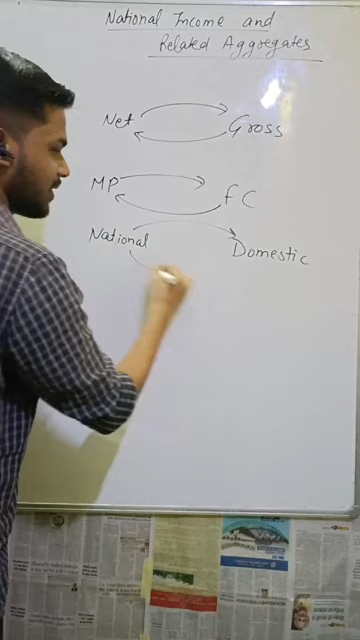 National Income and
Related Aggregates
Net Gross
MP FC
National Domestic